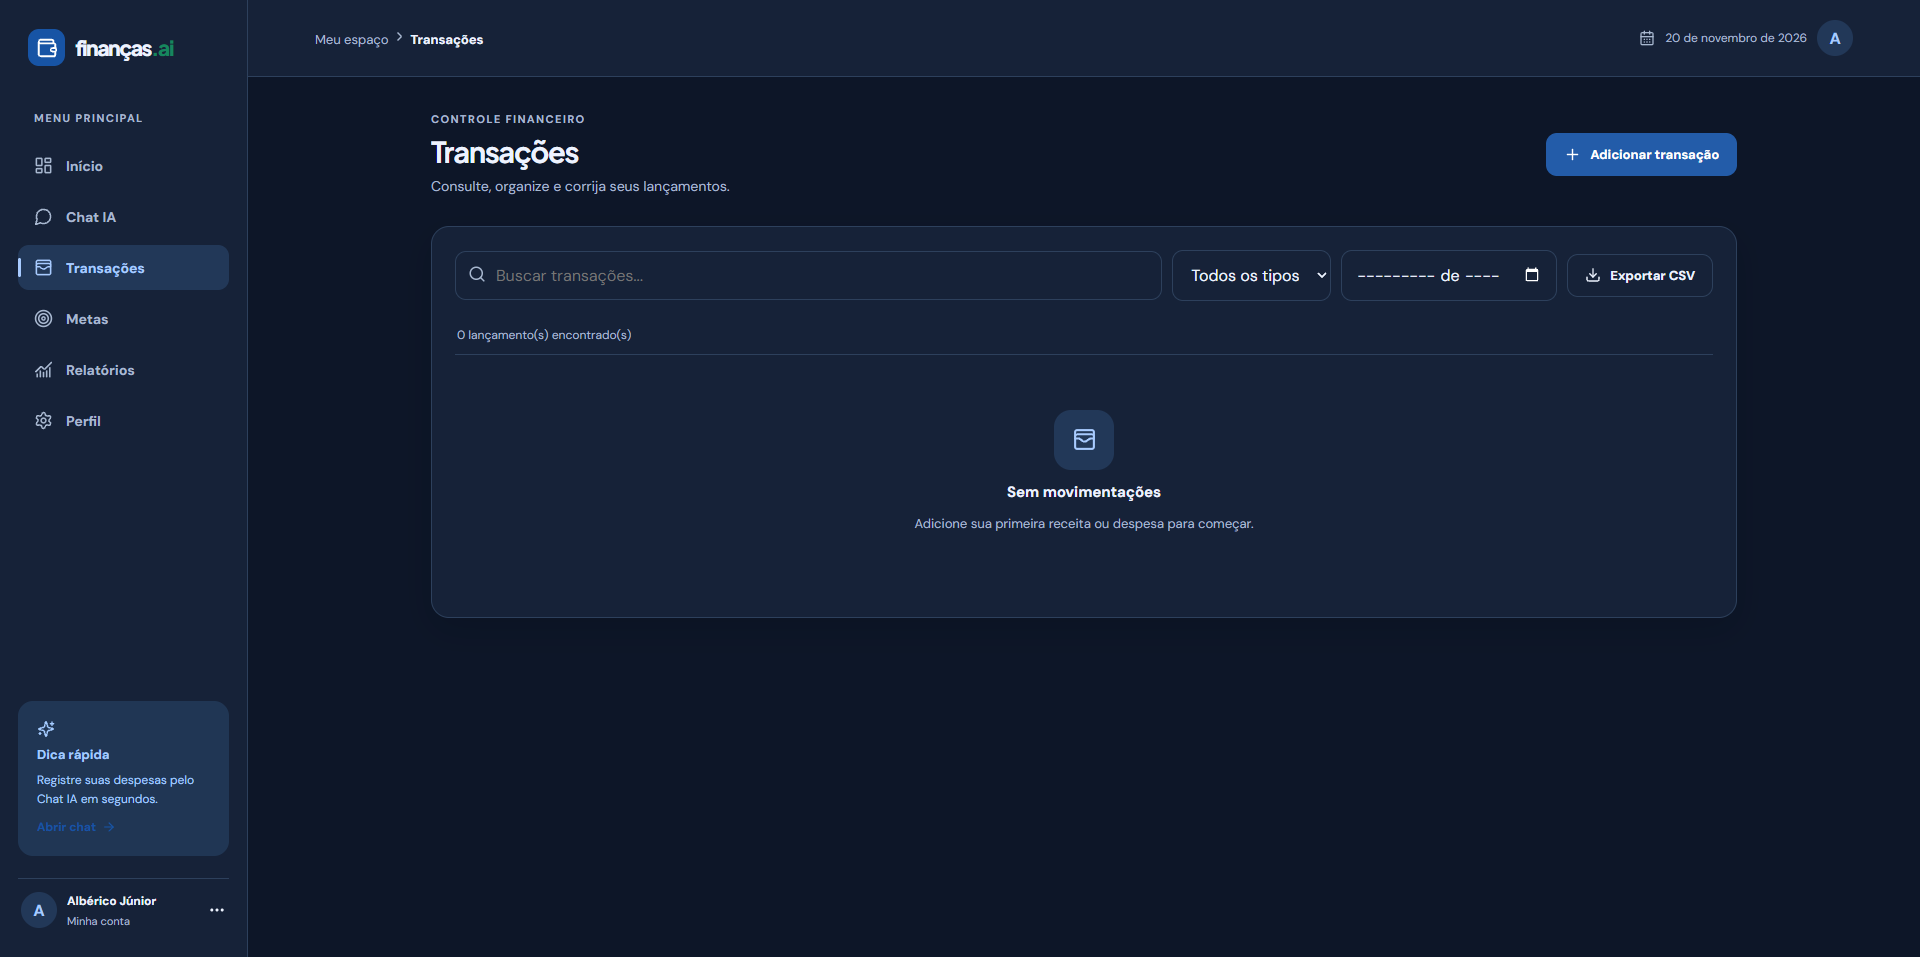 finanças.ai
MENU PRINCIPAL
Início
Chat IA
Transações
Metas
Relatórios
Perfil
Dica rápida
Registre suas despesas pelo
Chat IA em segundos.
Abrir chat
A
Albérico Júnior
Minha conta
Meu espaço
Transações
20 de novembro de 2026
A
CONTROLE FINANCEIRO
Transações
Consulte, organize e corrija seus lançamentos.
Adicionar transação
Buscar transações...
Todos os tipos
--------- de ----
Exportar CSV
0 lançamento(s) encontrado(s)
Sem movimentações
Adicione sua primeira receita ou despesa para começar.